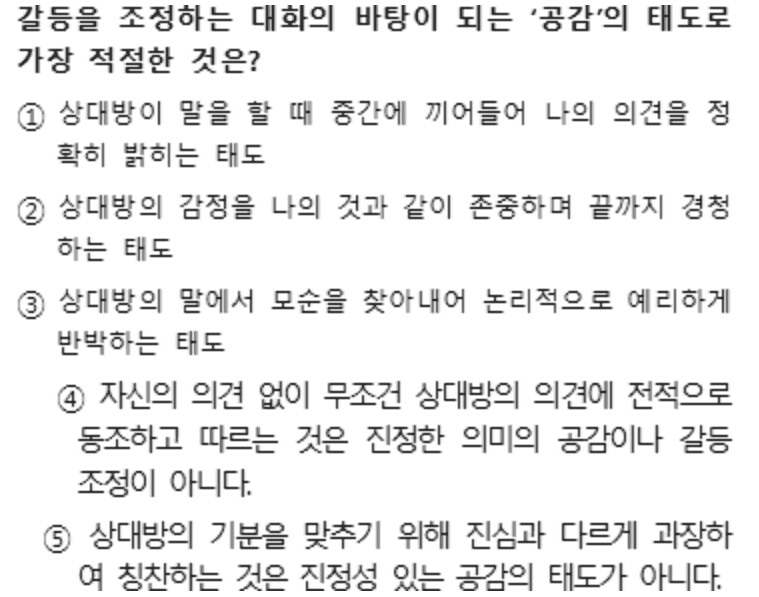 갈등을 조정하는 대화의 바탕이 되는 ‘공감’의 태도로
가장 적절한 것은?
① 상대방이 말을 할 때 중간에 끼어들어 나의 의견을 정
확히 밝히는 태도
② 상대방의 감정을 나의 것과 같이 존중하며 끝까지 경청
하는 태도
③ 상대방의 말에서 모순을 찾아내어 논리적으로 예리하게
반박하는 태도
④ 자신의 의견 없이 무조건 상대방의 의견에 전적으로
동조하고 따르는 것은 진정한 의미의 공감이나 갈등
조정이 아니다.
⑤ 상대방의 기분을 맞추기 위해 진심과 다르게 과장하
여 칭찬하는 것은 진정성 있는 공감의 태도가 아니다.